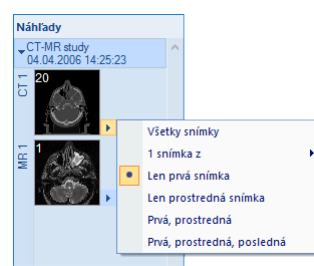 Náhľady
CT-MR study
04.04.2006 14:25:23
CT 1
20
MR 1
1
Všetky snímky
1 snímka z
Len prvá snímka
Len prostredná snímka
Prvá, prostredná
Prvá, prostredná, posledná